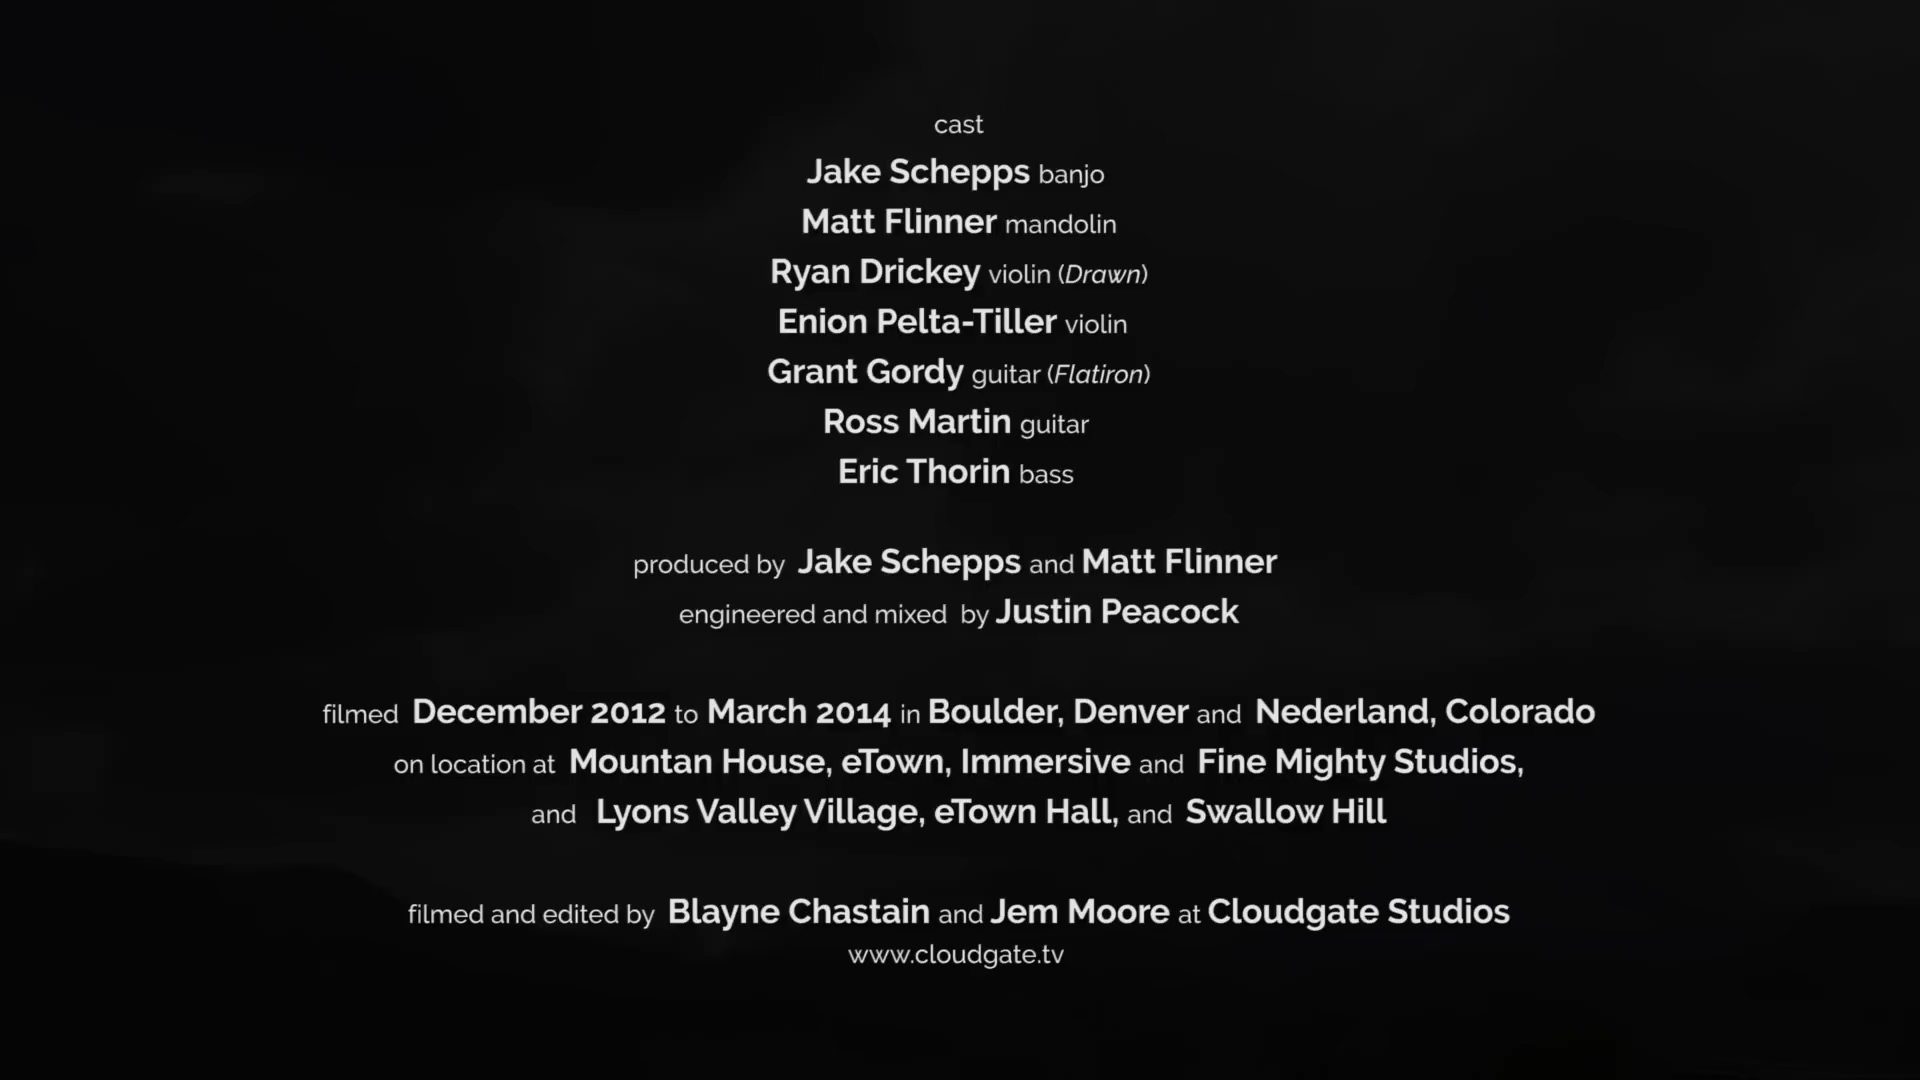 cast
Jake Schepps banjo
Matt Flinner mandolin
Ryan Drickey violin (Drawn)
Enion Pelta-Tiller violin
Grant Gordy guitar (Flatiron)
Ross Martin guitar
Eric Thorin bass
produced by Jake Schepps and Matt Flinner
engineered and mixed by Justin Peacock
filmed December 2012 to March 2014 in Boulder, Denver and Nederland, Colorado
on location at Mountan House, eTown, Immersive and Fine Mighty Studios,
and Lyons Valley Village, eTown Hall, and Swallow Hill
filmed and edited by Blayne Chastain and Jem Moore at Cloudgate Studios
www.cloudgate.tv